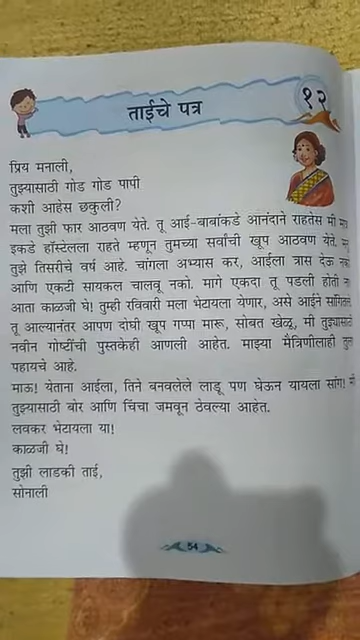 ताईचे पत्र
१२
प्रिय मनाली,
तुझ्यासाठी गोड गोड पापी
कशी आहेस छकुली?
मला तुझी फार आठवण येते. तू आई-बाबांकडे आनंदाने राहतेस मी मात्र
इकडे हॉस्टेलला राहते म्हणून तुमच्या सर्वांची खूप आठवण येते.
तुझे तिसरीचे वर्ष आहे. चांगला अभ्यास कर, आईला त्रास देऊ नको
आणि एकटी सायकल चालवू नको. मागे एकदा तू पडली होती ना
आता काळजी घे! तुम्ही रविवारी मला भेटायला येणार, असे आईने सांगितले.
तू आल्यानंतर आपण दोघी खूप गप्पा मारू, सोबत खेळू, मी तुझ्यासाठी
नवीन गोष्टींची पुस्तकेही आणली आहेत. माझ्या मैत्रिणीलाही तुला
पहायचे आहे.
माऊ! येताना आईला, तिने बनवलेले लाडू पण घेऊन यायला सांग! मी
तुझ्यासाठी बोर आणि चिंचा जमवून ठेवल्या आहेत.
लवकर भेटायला या!
काळजी घे!
तुझी लाडकी ताई,
सोनाली
54